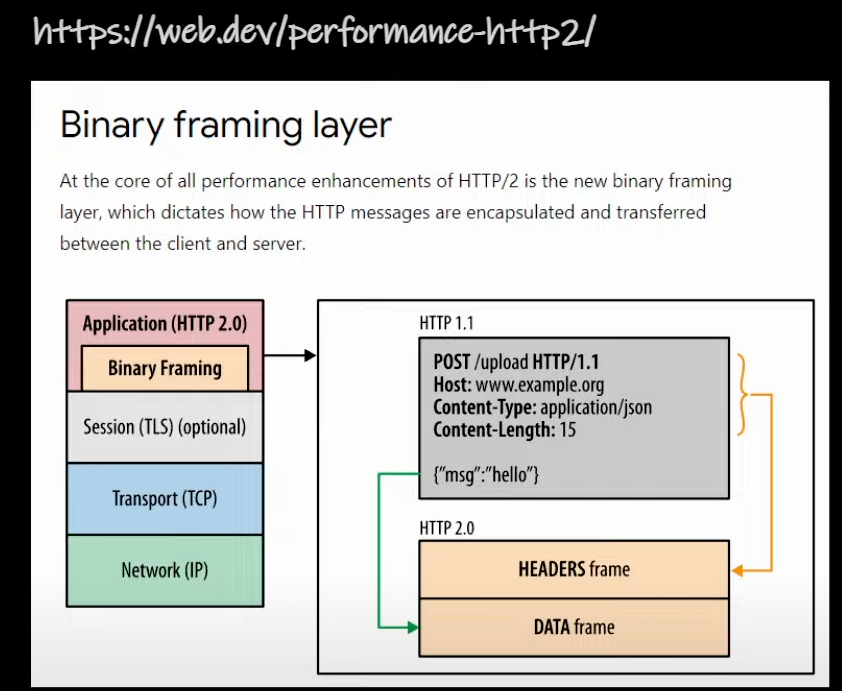 https://web.dev/performance-http2/
Binary framing layer
At the core of all performance enhancements of HTTP/2 is the new binary framing
layer, which dictates how the HTTP messages are encapsulated and transferred
between the client and server.
Application (HTTP 2.0)
Binary Framing
Session (TLS) (optional)
Transport (TCP)
Network (IP)
HTTP 1.1
POST /upload HTTP/1.1
Host: www.example.org
Content-Type: application/json
Content-Length: 15
{"msg":"hello"}
HTTP 2.0
HEADERS frame
DATA frame